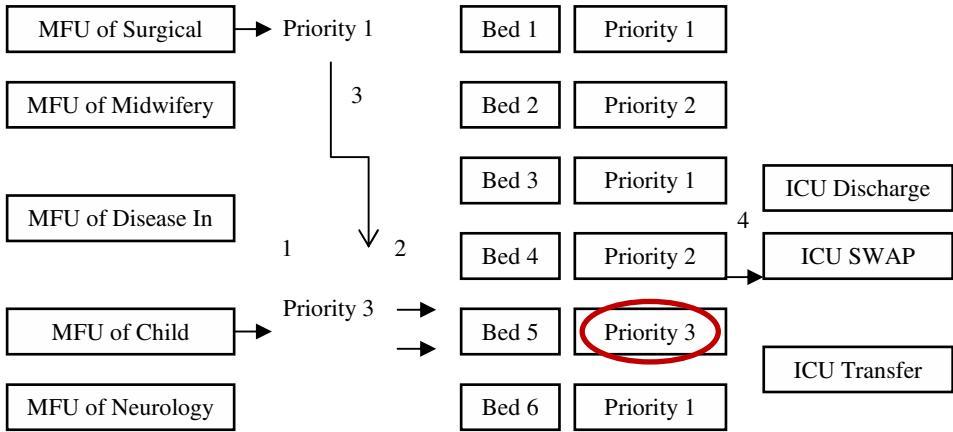 MFU of Surgical
Priority 1
Bed 1
Priority 1
MFU of Midwifery
3
Bed 2
Priority 2
Bed 3
Priority 1
ICU Discharge
MFU of Disease In
4
1
2
Bed 4
Priority 2
ICU SWAP
Priority 3
MFU of Child
Bed 5
Priority 3
ICU Transfer
MFU of Neurology
Bed 6
Priority 1